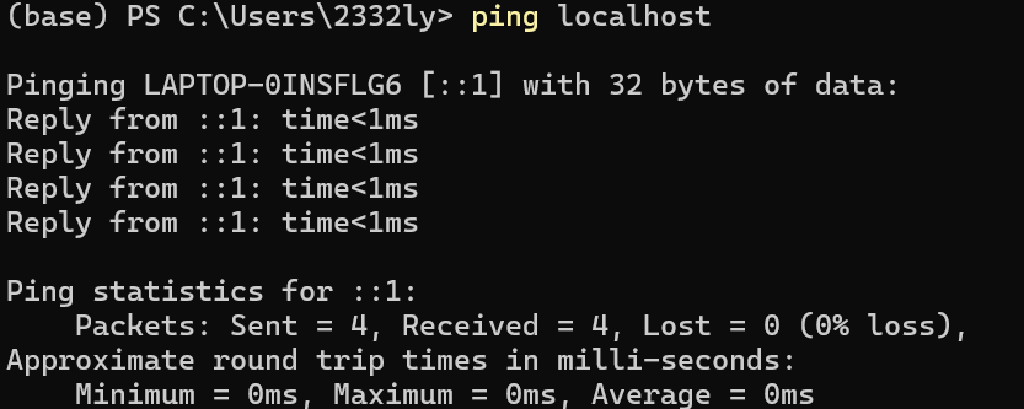 (base) PS C:\Users\2332ly> ping localhost
Pinging LAPTOP-0INSFLG6 [::1] with 32 bytes of data:
Reply from ::1: time<1ms
Reply from ::1: time<1ms
Reply from ::1: time<1ms
Reply from ::1: time<1ms
Ping statistics for ::1:
    Packets: Sent = 4, Received = 4, Lost = 0 (0% loss),
Approximate round trip times in milli-seconds:
    Minimum = 0ms, Maximum = 0ms, Average = 0ms